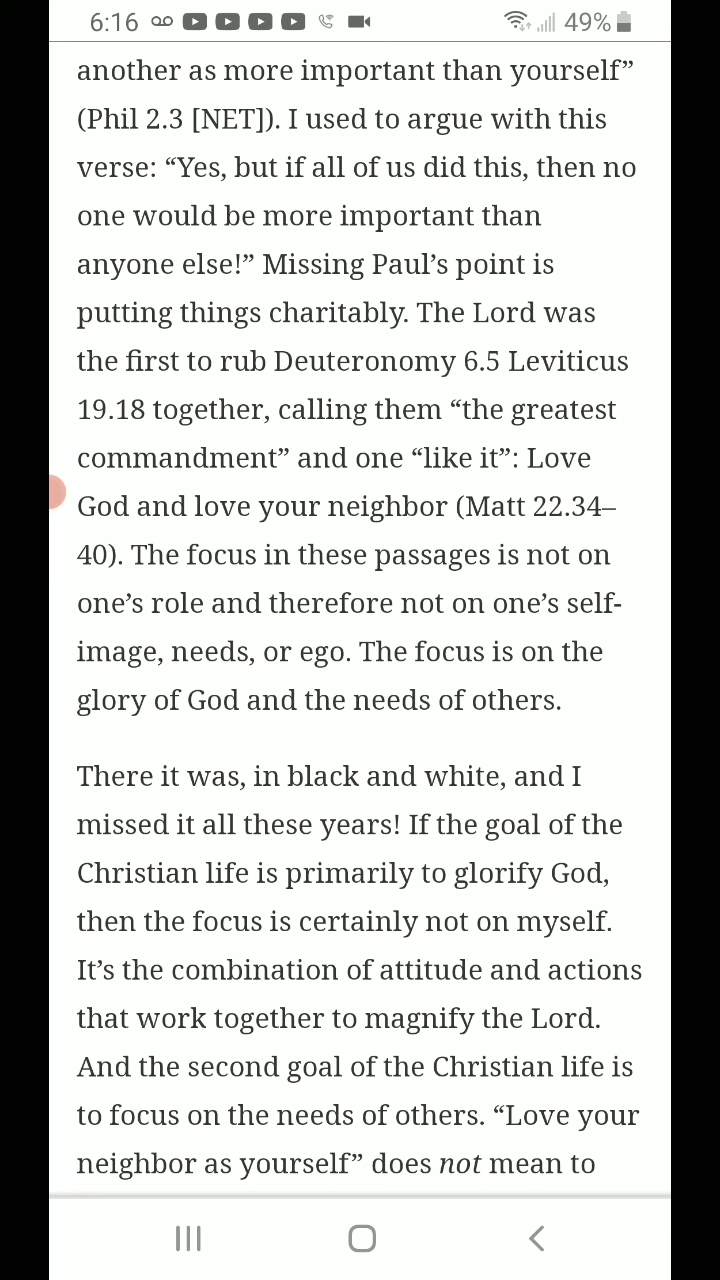 6:16
49%
another as more important than yourself”
(Phil 2.3 [NET]). I used to argue with this
verse: “Yes, but if all of us did this, then no
one would be more important than
anyone else!” Missing Paul’s point is
putting things charitably. The Lord was
the first to rub Deuteronomy 6.5 Leviticus
19.18 together, calling them “the greatest
commandment” and one “like it”: Love
God and love your neighbor (Matt 22.34–
40). The focus in these passages is not on
one’s role and therefore not on one’s self-
image, needs, or ego. The focus is on the
glory of God and the needs of others.
There it was, in black and white, and I
missed it all these years! If the goal of the
Christian life is primarily to glorify God,
then the focus is certainly not on myself.
It’s the combination of attitude and actions
that work together to magnify the Lord.
And the second goal of the Christian life is
to focus on the needs of others. “Love your
neighbor as yourself” does not mean to